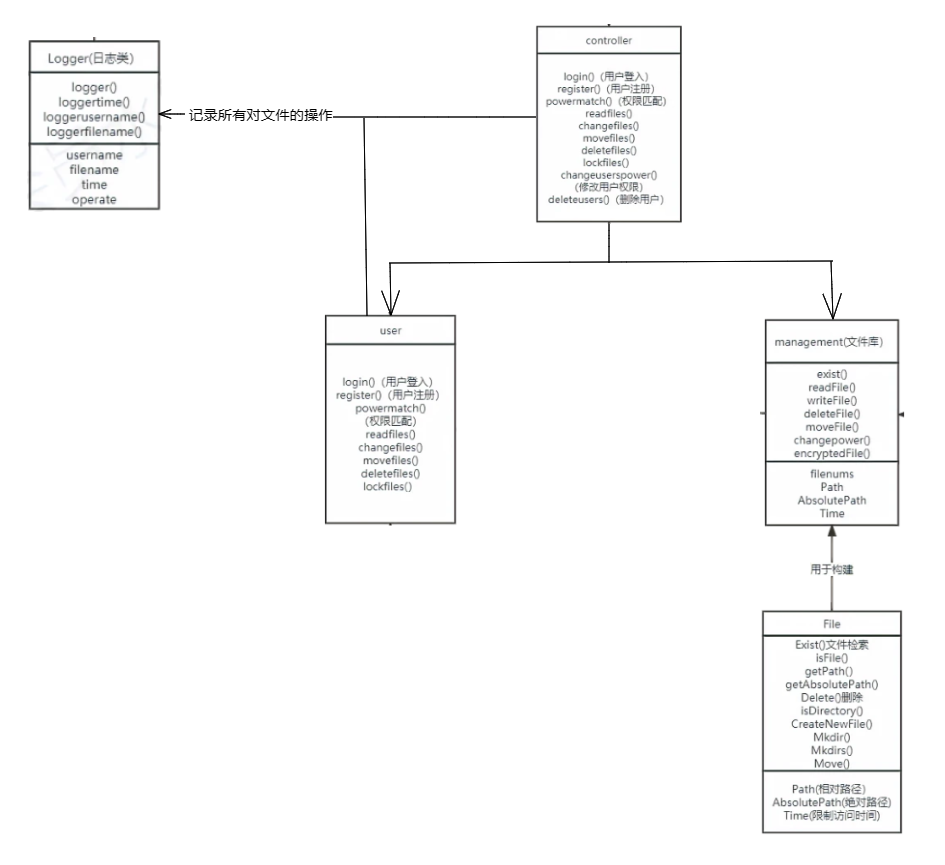 Logger(日志类)
logger()
loggertime()
loggerusername()
loggerfilename()
username
filename
time
operate
记录所有对文件的操作
controller
login()（用户登入）
register()（用户注册）
powermatch()（权限匹配）
readfiles()
changefiles()
movefiles()
deletefiles()
lockfiles()
changeuserspower()
(修改用户权限）
deleteusers()（删除用户）
user
login()（用户登入）
register()（用户注册）
powermatch()
(权限匹配）
readfiles()
changefiles()
movefiles()
deletefiles()
lockfiles()
management(文件库)
exist()
readFile()
writeFile()
deleteFile()
moveFile()
changepower()
encryptedFile()
filenums
Path
AbsolutePath
Time
用于构建
File
Exist()文件检索
isFile()
getPath()
getAbsolutePath()
Delete()删除
isDirectory()
CreateNewFile()
Mkdir()
Mkdirs()
Move()
Path(相对路径)
AbsolutePath(绝对路径)
Time(限制访问时间)